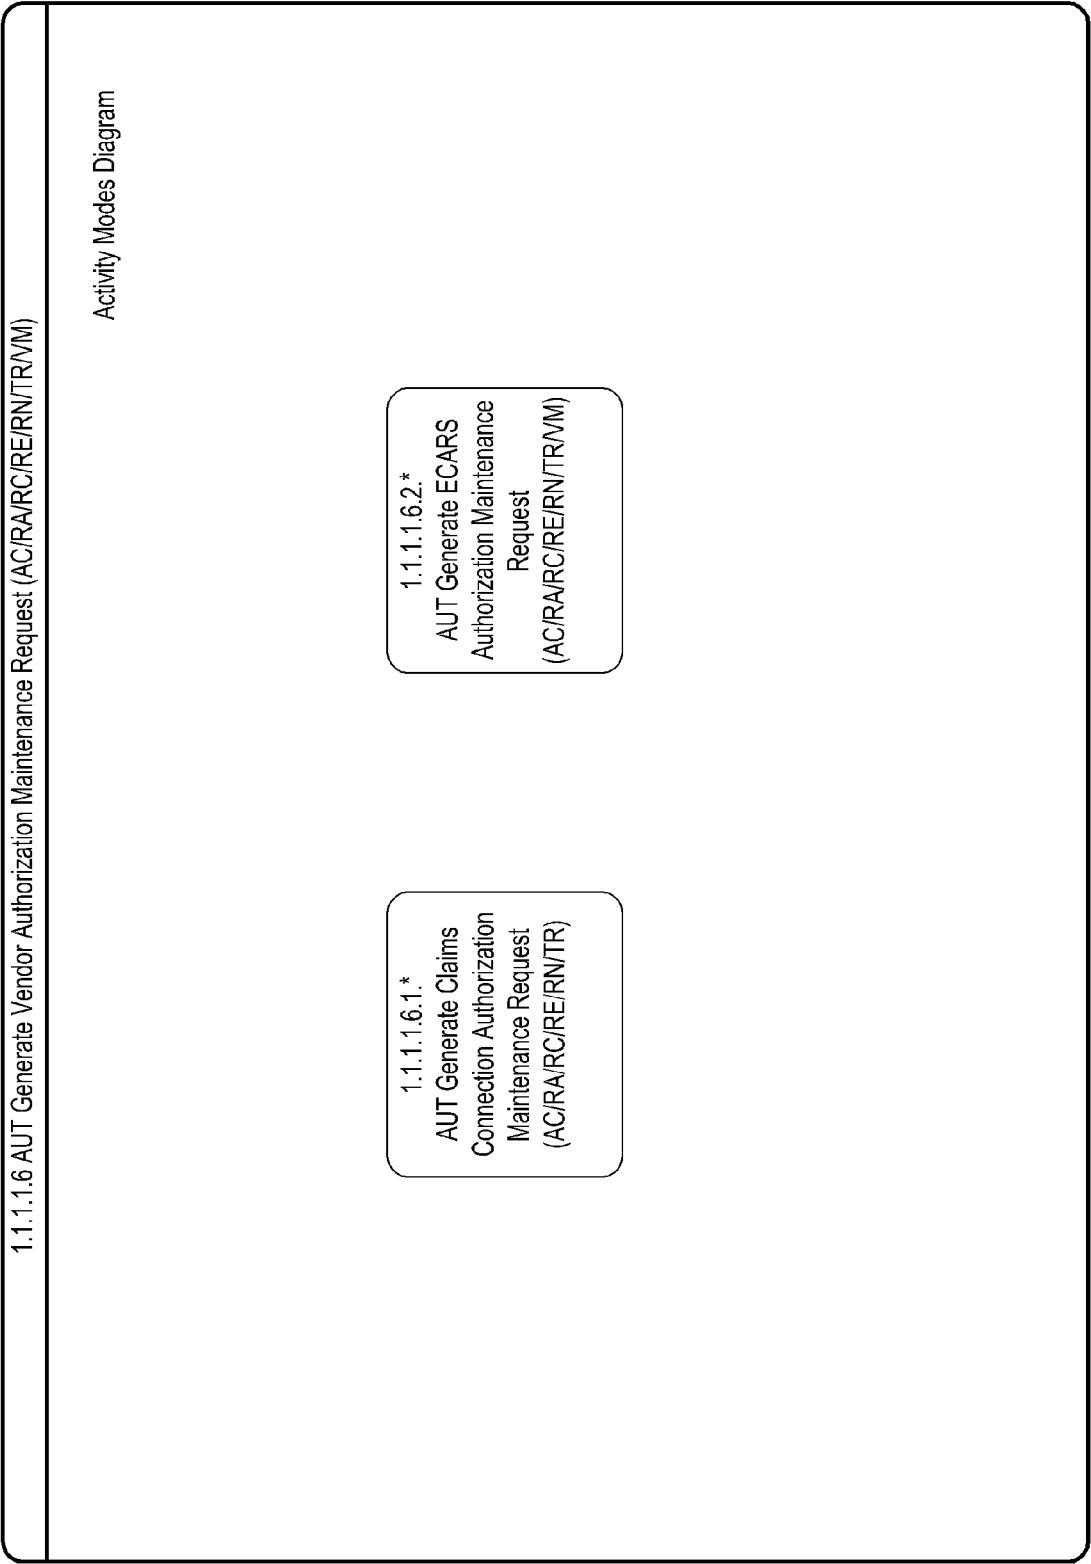 1.1.1.1.6 AUT Generate Vendor Authorization Maintenance Request (AC/RA/RC/RE/RN/TR/VM)
Activity Modes Diagram
1.1.1.1.6.1.*
AUT Generate Claims
Connection Authorization
Maintenance Request
(AC/RA/RC/RE/RN/TR)
1.1.1.1.6.2.*
AUT Generate ECARS
Authorization Maintenance
Request
(AC/RA/RC/RE/RN/TR/VM)